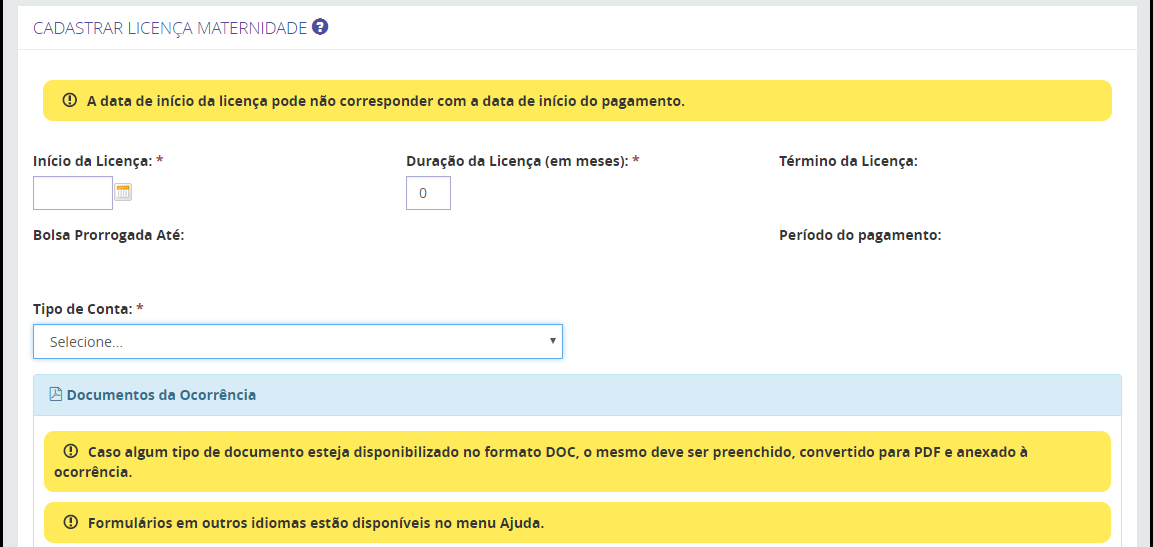 CADASTRAR LICENÇA MATERNIDADE ?
A data de início da licença pode não corresponder com a data de início do pagamento.
Início da Licença: * Duração da Licença (em meses): * Término da Licença:
0
Bolsa Prorrogada Até: Período do pagamento:
Tipo de Conta: *
Selecione...
Documentos da Ocorrência
Caso algum tipo de documento esteja disponibilizado no formato DOC, o mesmo deve ser preenchido, convertido para PDF e anexado à
ocorrência.
Formulários em outros idiomas estão disponíveis no menu Ajuda.